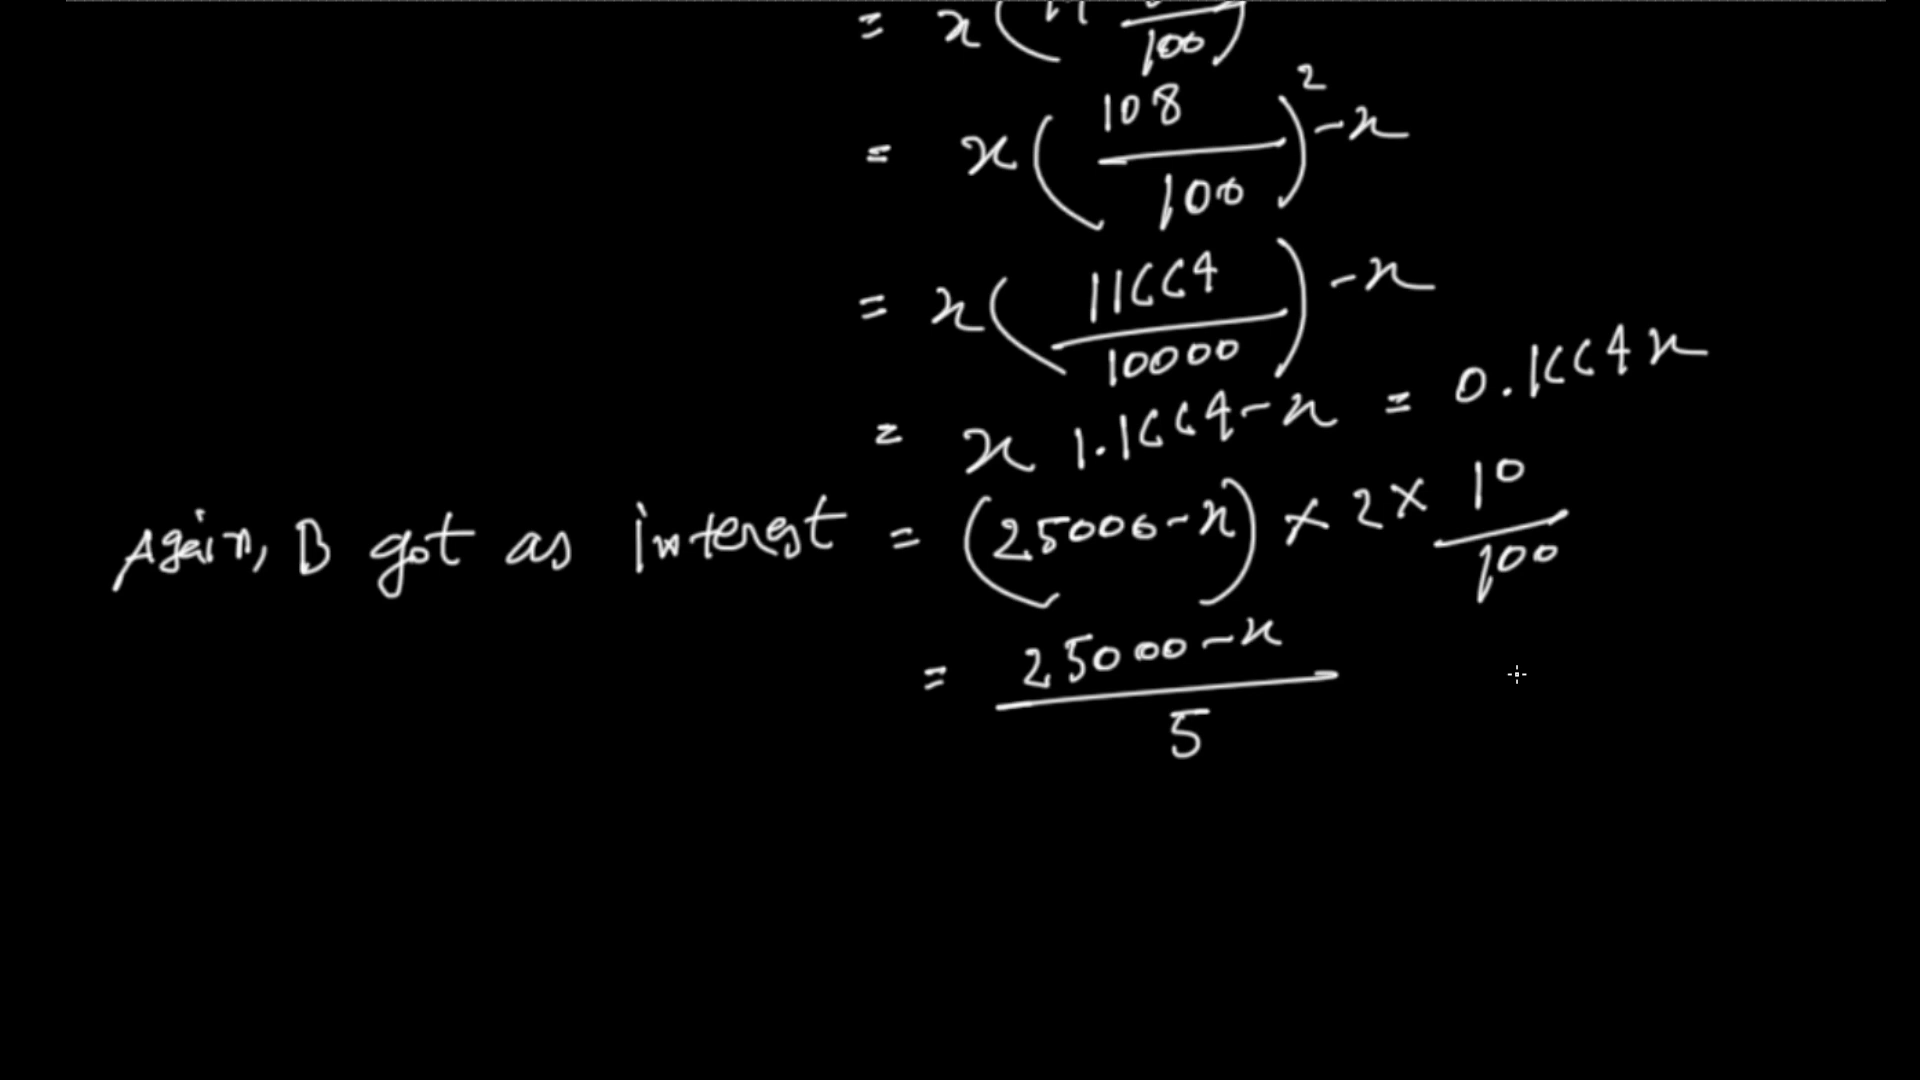 = x( 100)
= x(108/100)² - x
= x(11664/10000) - x
= x 1.1664 - x = 0.1664x
Again, B got as interest = (25000 - x) × 2 × 10/100
= 25000 - x / 5